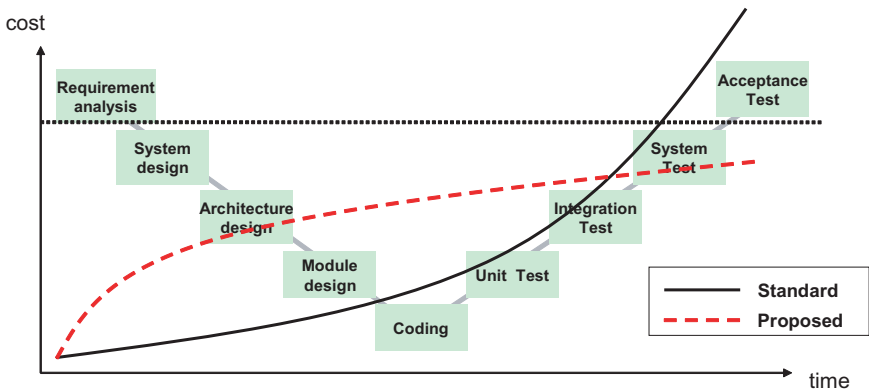 cost
Requirement
analysis
System
design
Architecture
design
Module
design
Coding
Unit Test
Integration
Test
System
Test
Acceptance
Test
Standard
Proposed
time